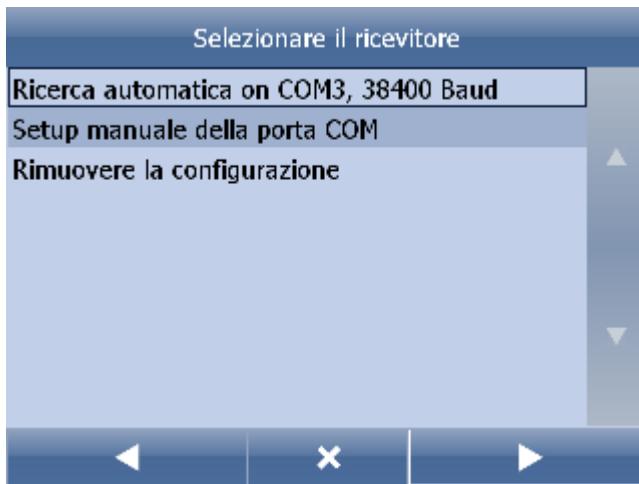 Selezionare il ricevitore
Ricerca automatica on COM3, 38400 Baud
Setup manuale della porta COM
Rimuovere la configurazione